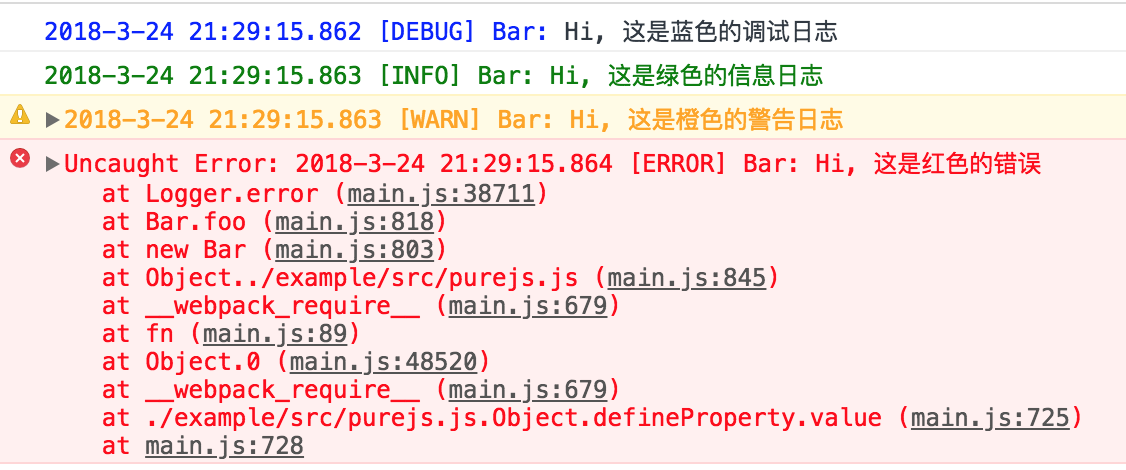 2018-3-24 21:29:15.862 [DEBUG] Bar: Hi, 这是蓝色的调试日志
2018-3-24 21:29:15.863 [INFO] Bar: Hi, 这是绿色的信息日志
2018-3-24 21:29:15.863 [WARN] Bar: Hi, 这是橙色的警告日志
Uncaught Error: 2018-3-24 21:29:15.864 [ERROR] Bar: Hi, 这是红色的错误
at Logger.error (main.js:38711)
at Bar.foo (main.js:818)
at new Bar (main.js:803)
at Object../example/src/purejs.js (main.js:845)
at __webpack_require__ (main.js:679)
at fn (main.js:89)
at Object.0 (main.js:48520)
at __webpack_require__ (main.js:679)
at ./example/src/purejs.js.Object.defineProperty.value (main.js:725)
at main.js:728